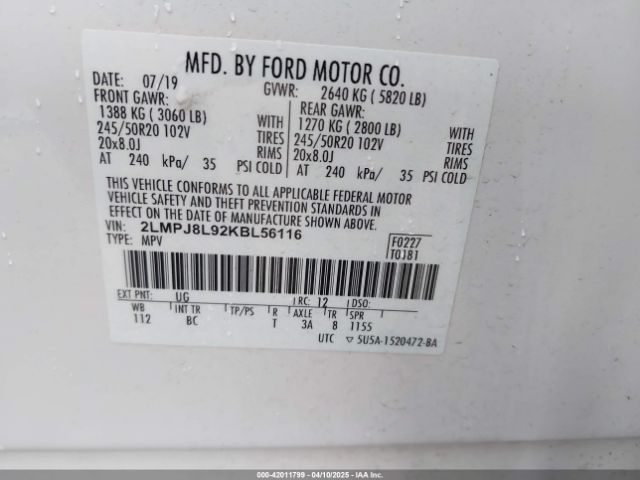 MFD. BY FORD MOTOR CO.
DATE: 07/19 GVWR: 2640 KG ( 5820 LB)
FRONT GAWR: REAR GAWR:
1388 KG ( 3060 LB) WITH 1270 KG ( 2800 LB) WITH
245/50R20 102V TIRES 245/50R20 102V TIRES
20x8.0J RIMS 20x8.0J RIMS
AT 240 kPa/ 35 PSI COLD AT 240 kPa/ 35 PSI COLD
THIS VEHICLE CONFORMS TO ALL APPLICABLE FEDERAL MOTOR
VEHICLE SAFETY AND THEFT PREVENTION STANDARDS IN
EFFECT ON THE DATE OF MANUFACTURE SHOWN ABOVE.
VIN: 2LMPJ8L92KBL56116 F0227
TYPE: MPV T0181
EXT PNT: UG RC: 12 DSO:
WB INT TR TP/PS R AXLE TR SPR
112 BC T 3A 8 1155
UTC ▽ 5U5A-1520472-BA
000-42011799 - 04/10/2025 - IAAI.COM